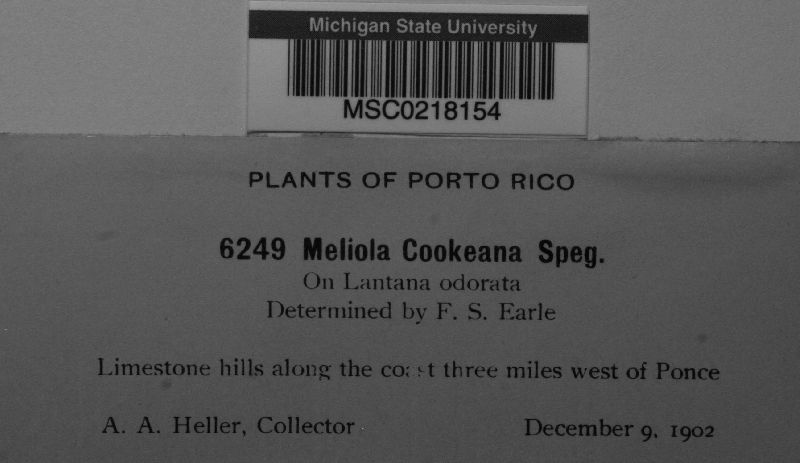 Michigan State University
MSC0218154
PLANTS OF PORTO RICO
6249 Meliola Cookeana Speg.
On Lantana odorata
Determined by F. S. Earle
Limestone hills along the coast three miles west of Ponce
A. A. Heller, Collector
December 9, 1902